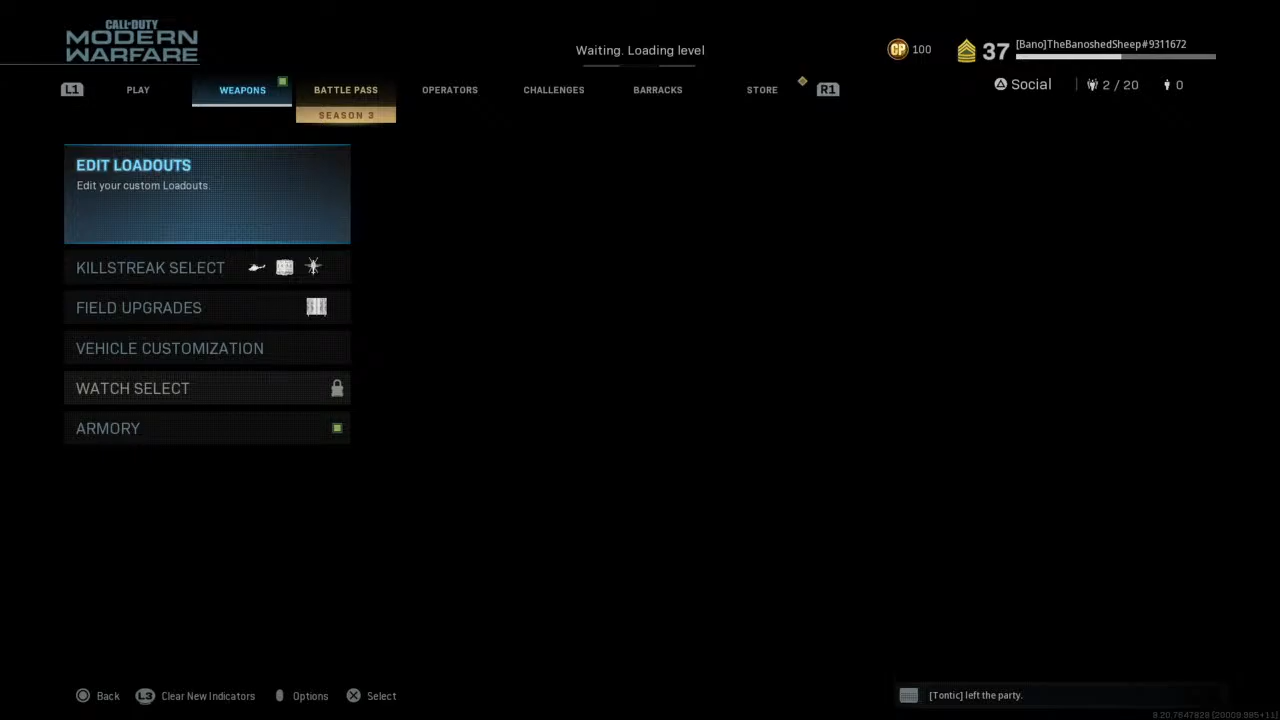 CALL OF DUTY
MODERN
WARFARE
Waiting. Loading level
CP 100
37
[Bano]TheBanoshedSheep#9311672
L1
PLAY
WEAPONS
BATTLE PASS
SEASON 3
OPERATORS
CHALLENGES
BARRACKS
STORE
R1
Social
2 / 20
0
EDIT LOADOUTS
Edit your custom Loadouts.
KILLSTREAK SELECT
FIELD UPGRADES
VEHICLE CUSTOMIZATION
WATCH SELECT
ARMORY
Back
L3 Clear New Indicators
Options
Select
[Tontic] left the party.